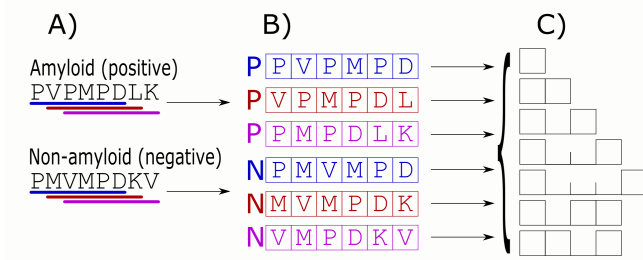 A) B) C)
Amyloid (positive)
PVPMPDLK
Non-amyloid (negative)
PMVMPDKV
P P V P M P D
P V P M P D L
P P M P D L K
N P M V M P D
N M V M P D K
N V M P D K V